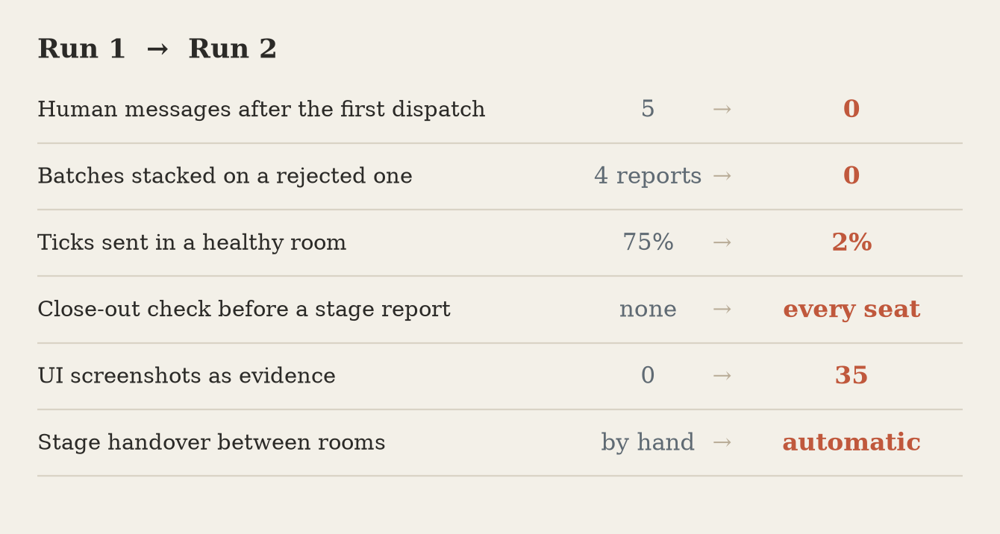 Run 1 → Run 2
Human messages after the first dispatch 5 → 0
Batches stacked on a rejected one 4 reports → 0
Ticks sent in a healthy room 75% → 2%
Close-out check before a stage report none → every seat
UI screenshots as evidence 0 → 35
Stage handover between rooms by hand → automatic